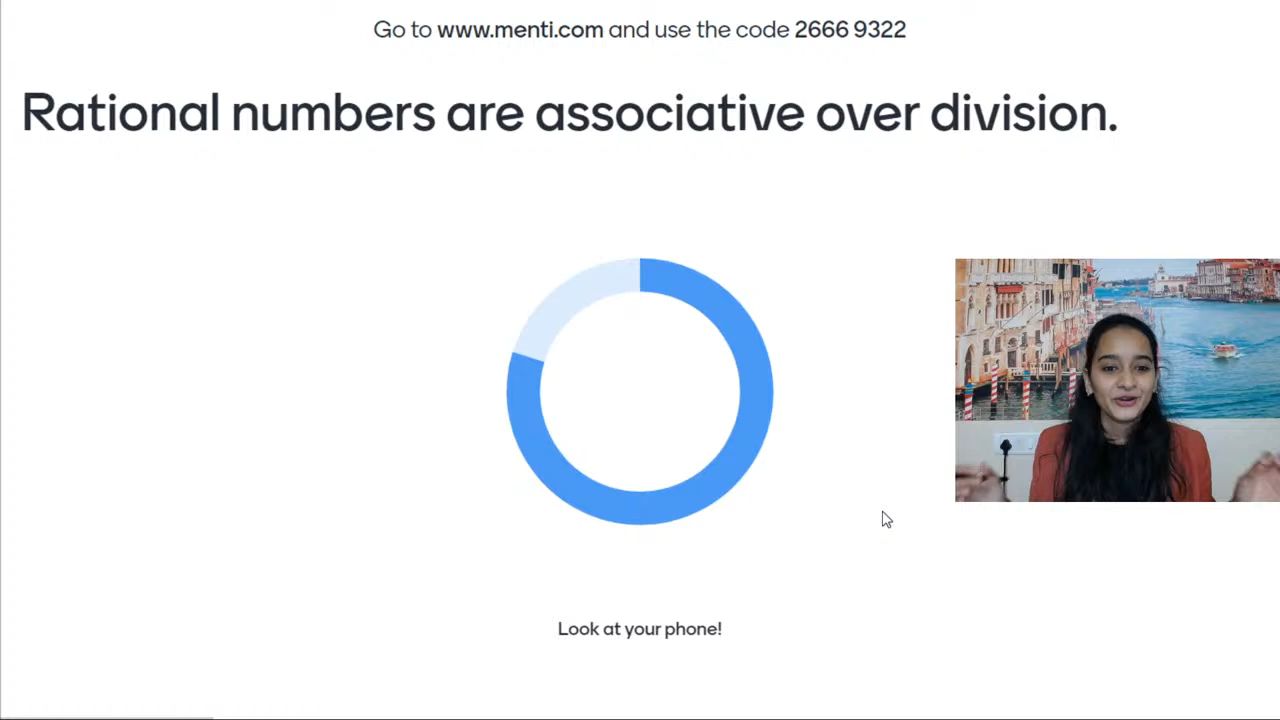 Go to www.menti.com and use the code 2666 9322
Rational numbers are associative over division.
Look at your phone!